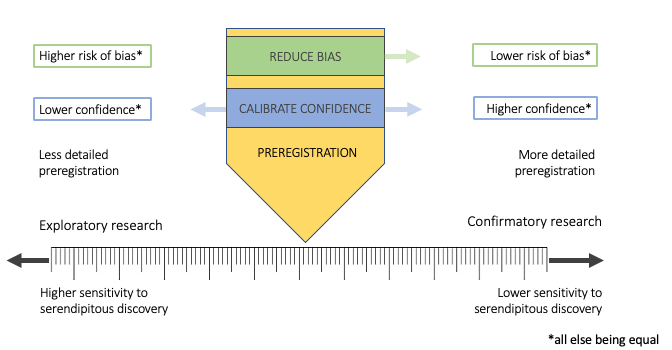 Higher risk of bias*
REDUCE BIAS
Lower risk of bias*
Lower confidence*
CALIBRATE CONFIDENCE
Higher confidence*
Less detailed
preregistration
PREREGISTRATION
More detailed
preregistration
Exploratory research
Confirmatory research
Higher sensitivity to
serendipitous discovery
Lower sensitivity to
serendipitous discovery
*all else being equal